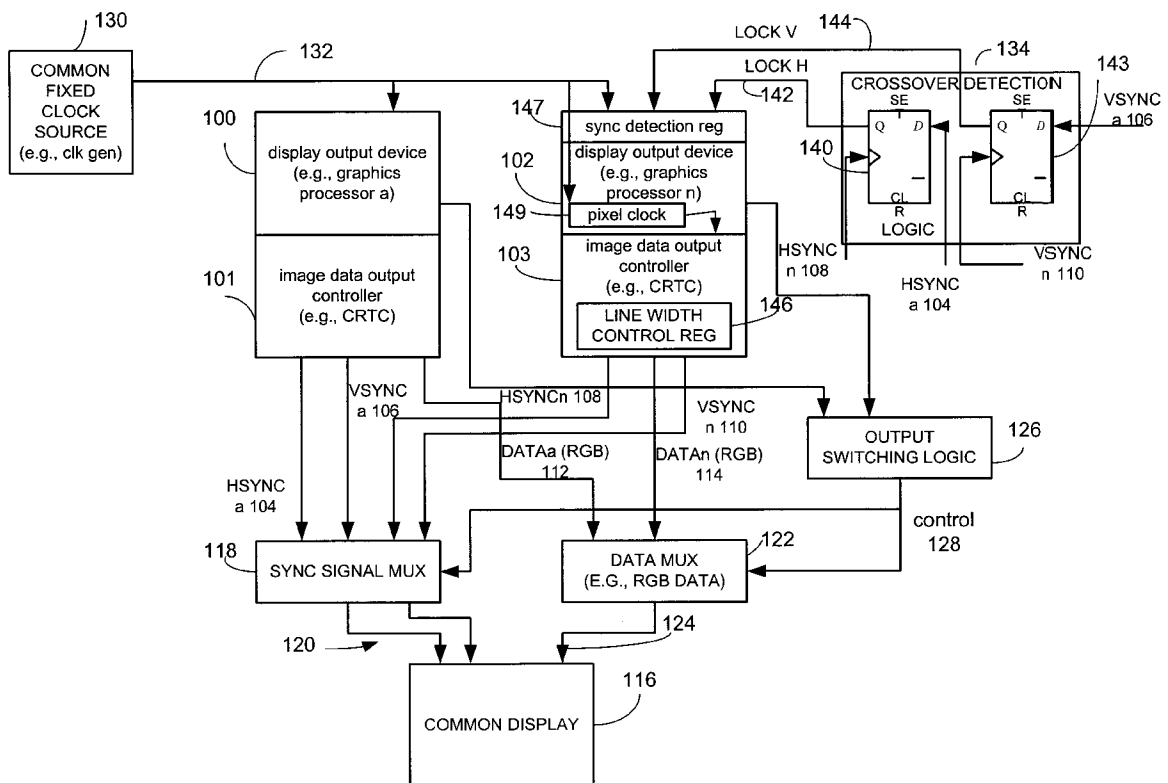 130
COMMON
FIXED
CLOCK
SOURCE
(e.g., clk gen)
132
100
display output device
(e.g., graphics
processor a)
101
image data output
controller
(e.g., CRTC)
147
sync detection reg
102
display output device
(e.g., graphics
processor n)
149
pixel clock
103
image data output
controller
(e.g., CRTC)
LINE WIDTH
CONTROL REG
146
LOCK V
144
LOCK H
142
134
CROSSOVER DETECTION
143
SE
T
Q
D
140
CL
R
SE
T
Q
D
CL
R
LOGIC
VSYNC
a 106
HSYNC
n 108
HSYNC
a 104
VSYNC
n 110
VSYNC
a 106
HSYNCn 108
VSYNC
n 110
DATAa (RGB)
112
DATAn (RGB)
114
HSYNC
a 104
OUTPUT
SWITCHING LOGIC
126
control
128
118
SYNC SIGNAL MUX
DATA MUX
(E.G., RGB DATA)
122
120
124
COMMON DISPLAY
116